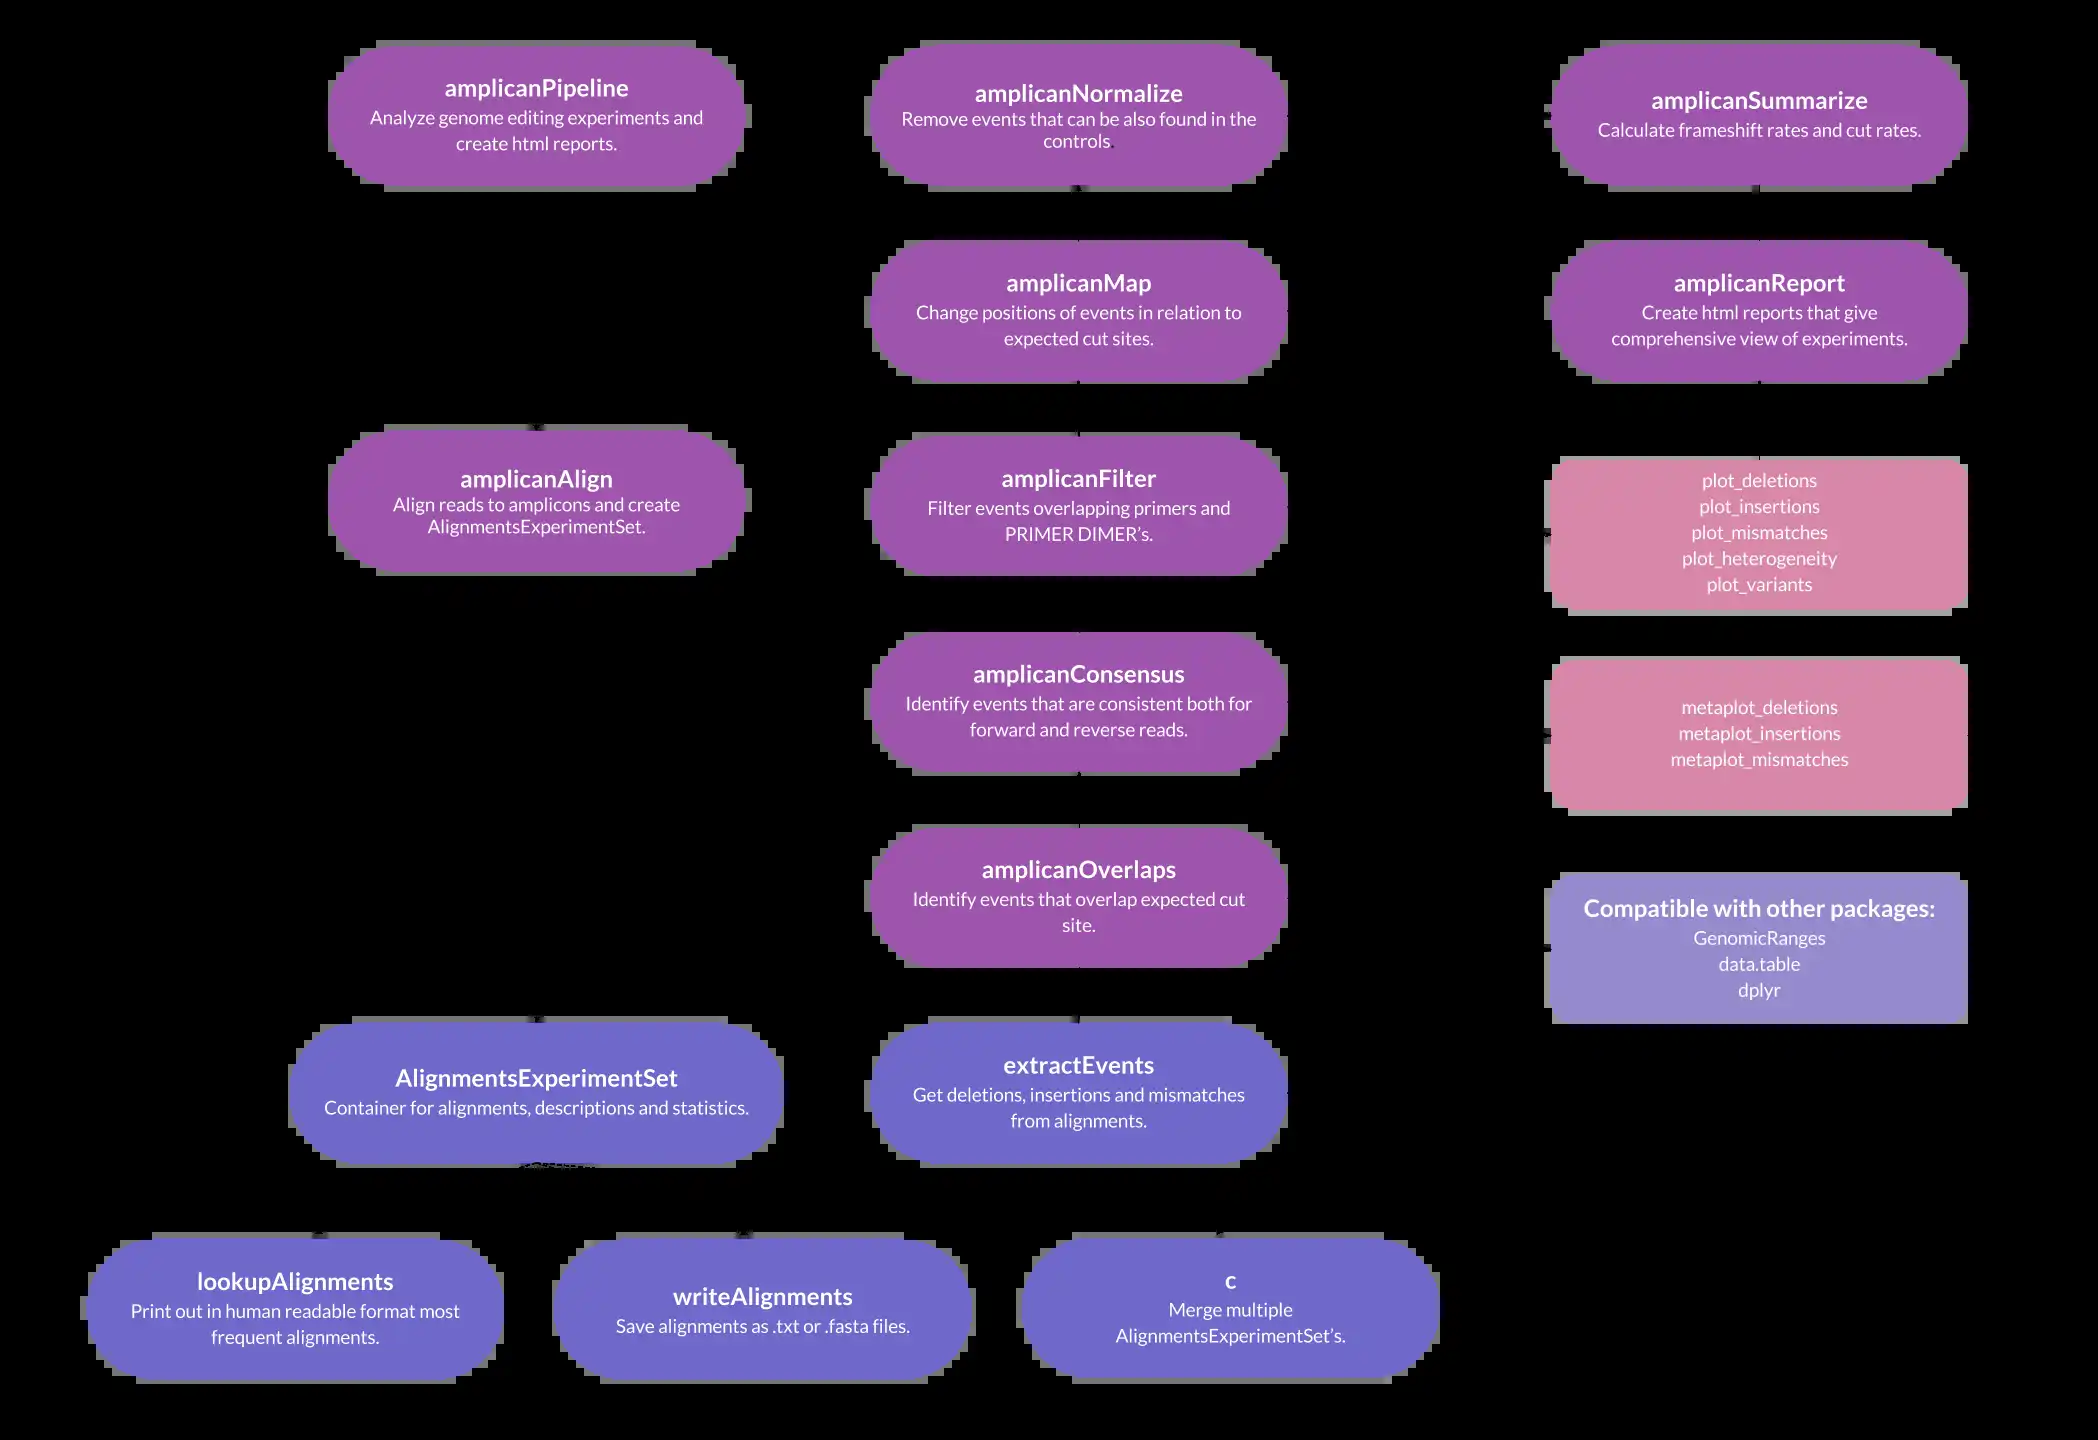 amplicanPipeline
Analyze genome editing experiments and
create html reports.
amplicanNormalize
Remove events that can be also found in the
controls.
amplicanSummarize
Calculate frameshift rates and cut rates.
amplicanMap
Change positions of events in relation to
expected cut sites.
amplicanReport
Create html reports that give
comprehensive view of experiments.
amplicanAlign
Align reads to amplicons and create
AlignmentsExperimentSet.
amplicanFilter
Filter events overlapping primers and
PRIMER DIMER’s.
plot_deletions
plot_insertions
plot_mismatches
plot_heterogeneity
plot_variants
amplicanConsensus
Identify events that are consistent both for
forward and reverse reads.
metaplot_deletions
metaplot_insertions
metaplot_mismatches
amplicanOverlaps
Identify events that overlap expected cut
site.
Compatible with other packages:
GenomicRanges
data.table
dplyr
AlignmentsExperimentSet
Container for alignments, descriptions and statistics.
extractEvents
Get deletions, insertions and mismatches
from alignments.
lookupAlignments
Print out in human readable format most
frequent alignments.
writeAlignments
Save alignments as .txt or .fasta files.
c
Merge multiple
AlignmentsExperimentSet’s.